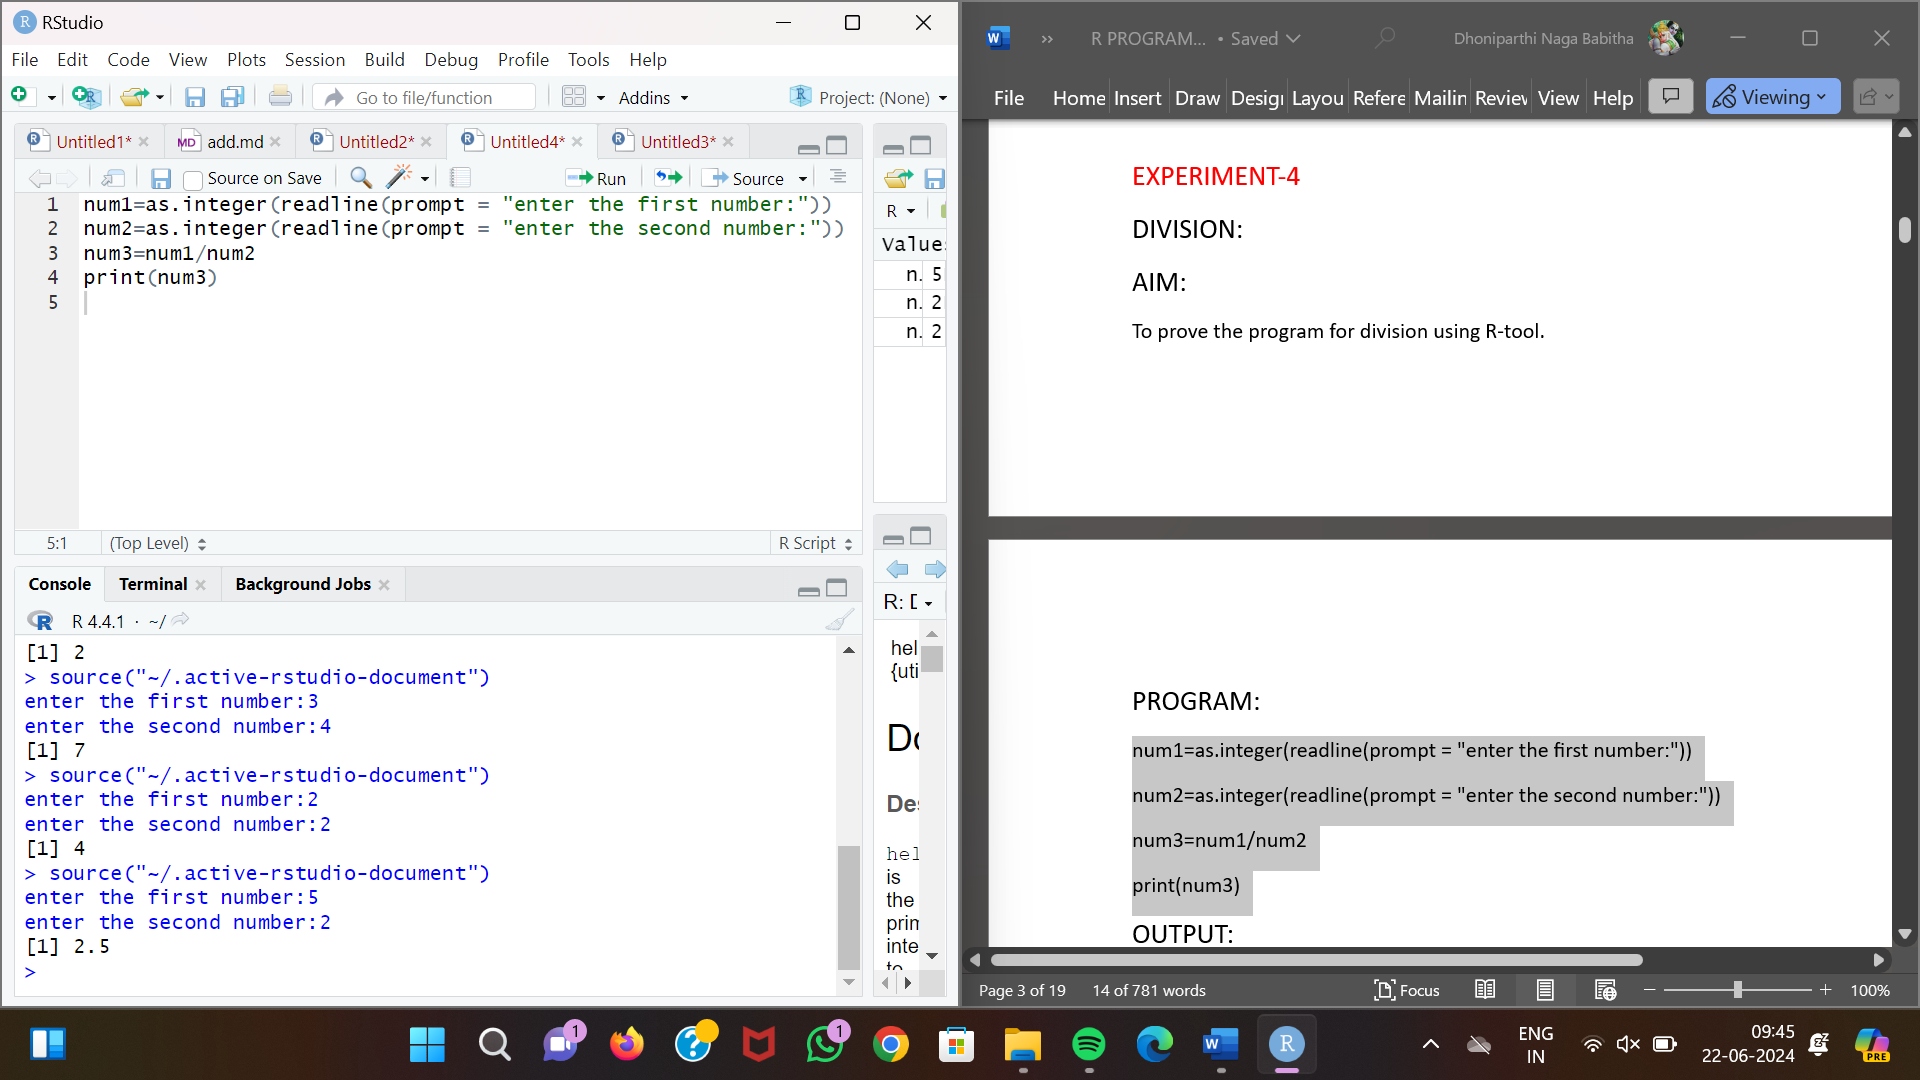 RStudio
File Edit Code View Plots Session Build Debug Profile Tools Help
Go to file/function Addins Project: (None)
Untitled1* add.md Untitled2* Untitled4* Untitled3*
Source on Save Run Source
1 num1=as.integer(readline(prompt = "enter the first number:"))
2 num2=as.integer(readline(prompt = "enter the second number:"))
3 num3=num1/num2
4 print(num3)
5
5:1 (Top Level) R Script
Console Terminal Background Jobs
R 4.4.1 · ~/
[1] 2
> source("~/.active-rstudio-document")
enter the first number:3
enter the second number:4
[1] 7
> source("~/.active-rstudio-document")
enter the first number:2
enter the second number:2
[1] 4
> source("~/.active-rstudio-document")
enter the first number:5
enter the second number:2
[1] 2.5
>
R
Values
n. 5
n. 2
n. 2
R: D
hel
{uti
Do
Des
hel
is
the
prim
inte
to
R PROGRAM... • Saved Dhoniparthi Naga Babitha
File Home Insert Draw Desig Layou Refere Mailin Review View Help Viewing
EXPERIMENT-4
DIVISION:
AIM:
To prove the program for division using R-tool.
PROGRAM:
num1=as.integer(readline(prompt = "enter the first number:"))
num2=as.integer(readline(prompt = "enter the second number:"))
num3=num1/num2
print(num3)
OUTPUT:
Page 3 of 19 14 of 781 words Focus 100%
1 1 ENG
IN
09:45
22-06-2024
PRE